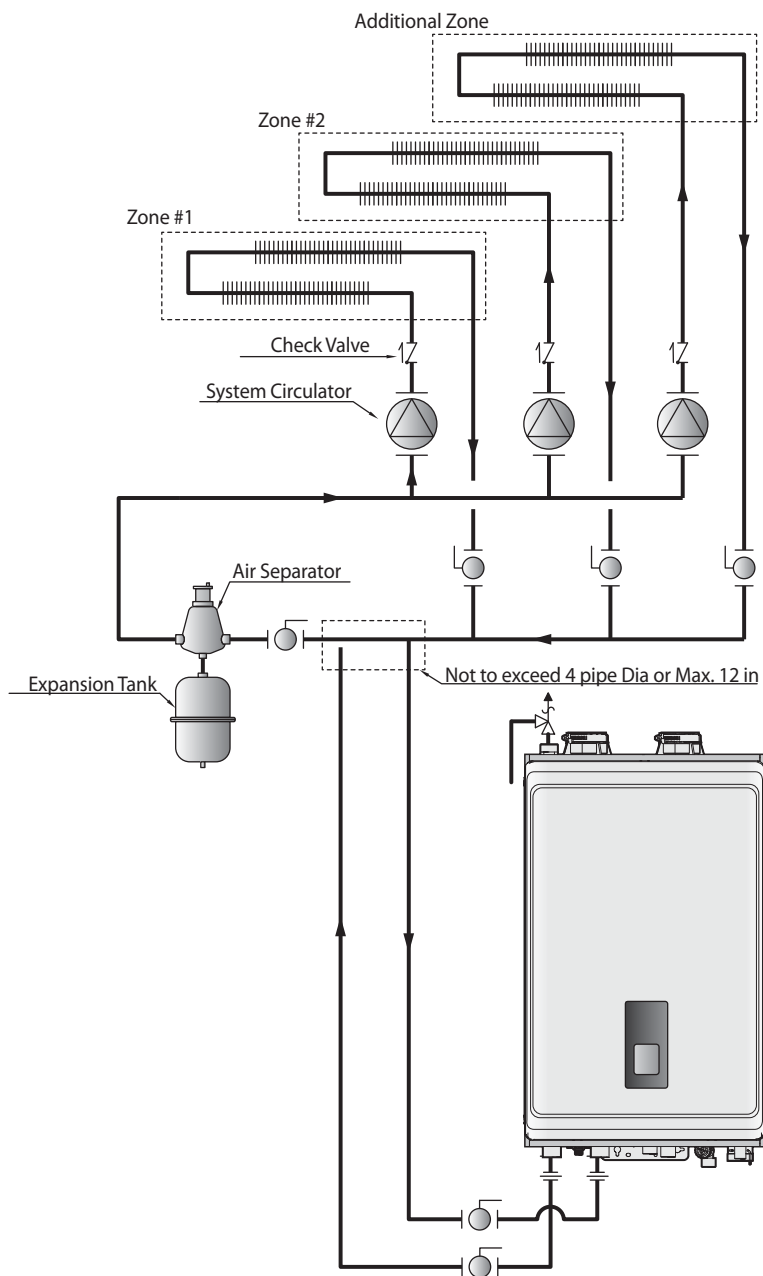 Additional Zone
Zone #2
Zone #1
Check Valve
System Circulator
Air Separator
Expansion Tank
Not to exceed 4 pipe Dia or Max. 12 in